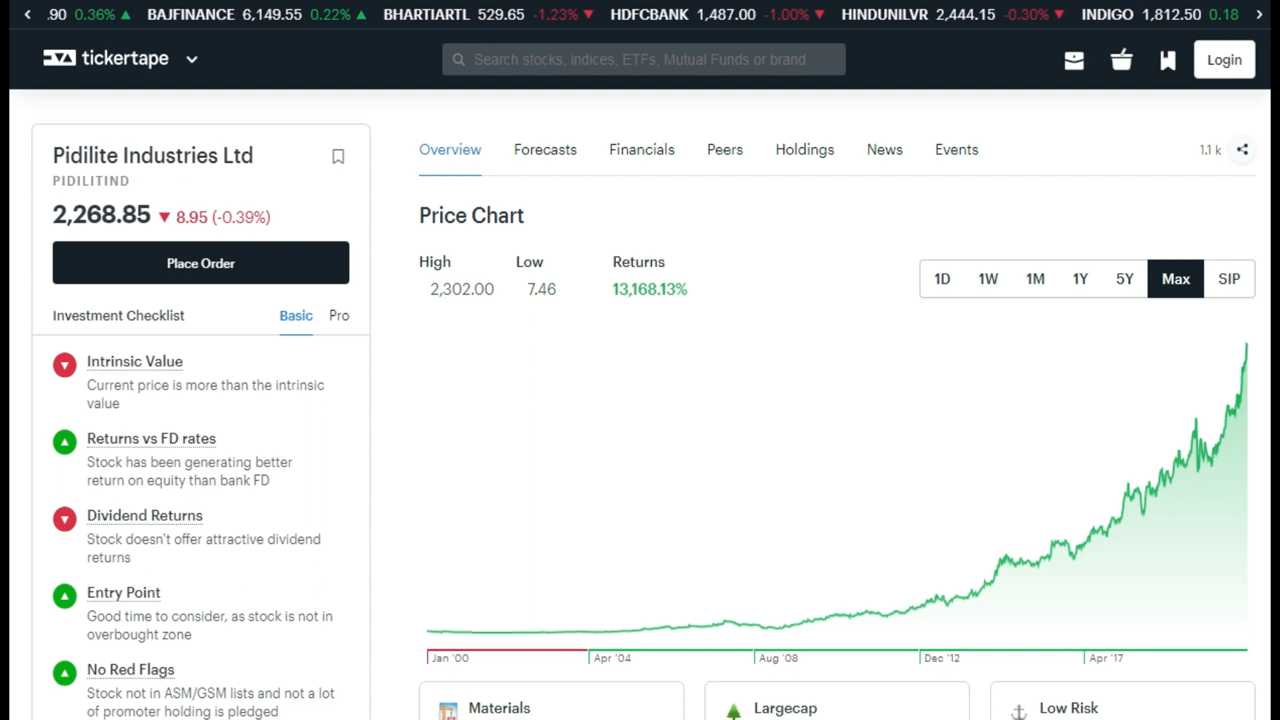 .90 0.36% BAJFINANCE 6,149.55 0.22% BHARTIARTL 529.65 -1.23% HDFCBANK 1,487.00 -1.00% HINDUNILVR 2,444.15 -0.30% INDIGO 1,812.50 0.18
tickertape Search stocks, indices, ETFs, Mutual Funds or brand Login
Pidilite Industries Ltd
PIDILITIND
2,268.85 8.95 (-0.39%)
Place Order
Investment Checklist Basic Pro
Intrinsic Value
Current price is more than the intrinsic
value
Returns vs FD rates
Stock has been generating better
return on equity than bank FD
Dividend Returns
Stock doesn't offer attractive dividend
returns
Entry Point
Good time to consider, as stock is not in
overbought zone
No Red Flags
Stock not in ASM/GSM lists and not a lot
of promoter holding is pledged
Overview Forecasts Financials Peers Holdings News Events 1.1 k
Price Chart
High Low Returns
2,302.00 7.46 13,168.13%
1D 1W 1M 1Y 5Y Max SIP
Jan '00 Apr '04 Aug '08 Dec '12 Apr '17
Materials Largecap Low Risk